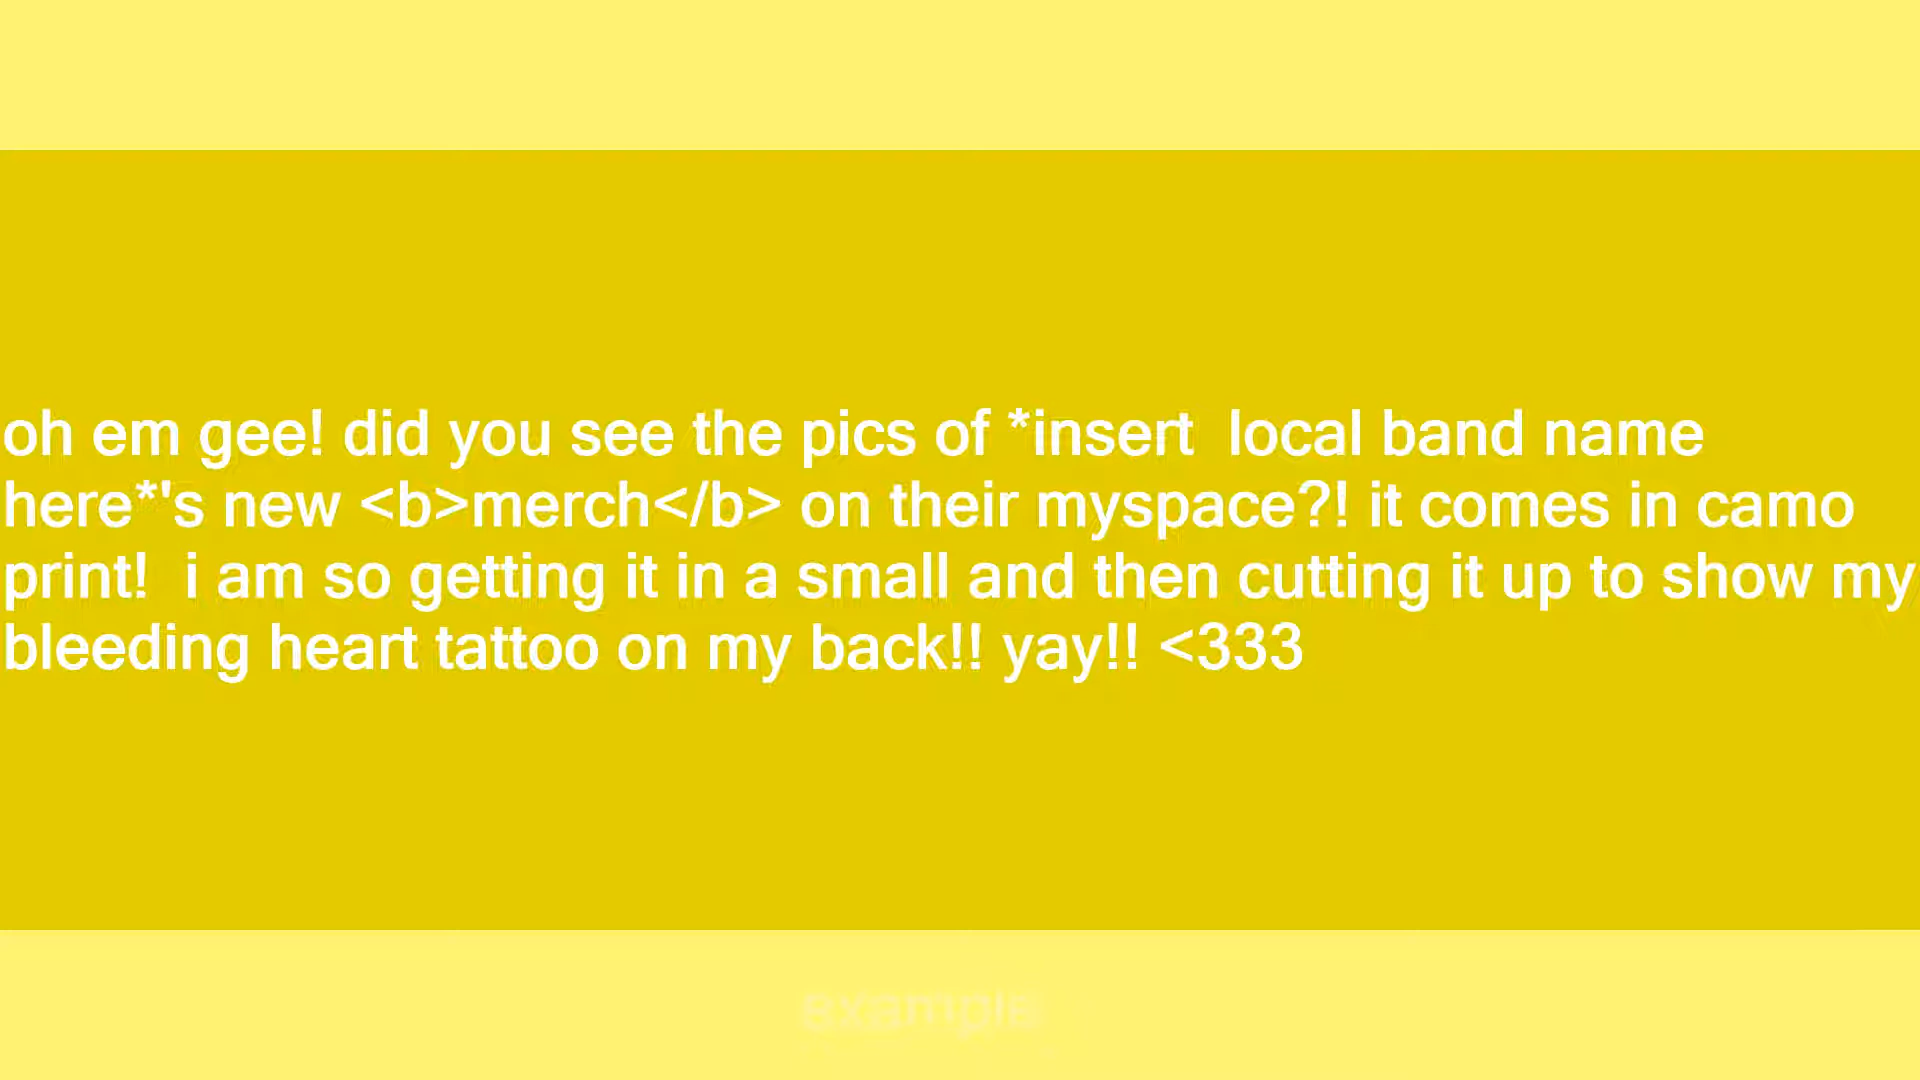 oh em gee! did you see the pics of *insert  local band name
here*'s new <b>merch</b> on their myspace?! it comes in camo
print!  i am so getting it in a small and then cutting it up to show my
bleeding heart tattoo on my back!! yay!! <333
example